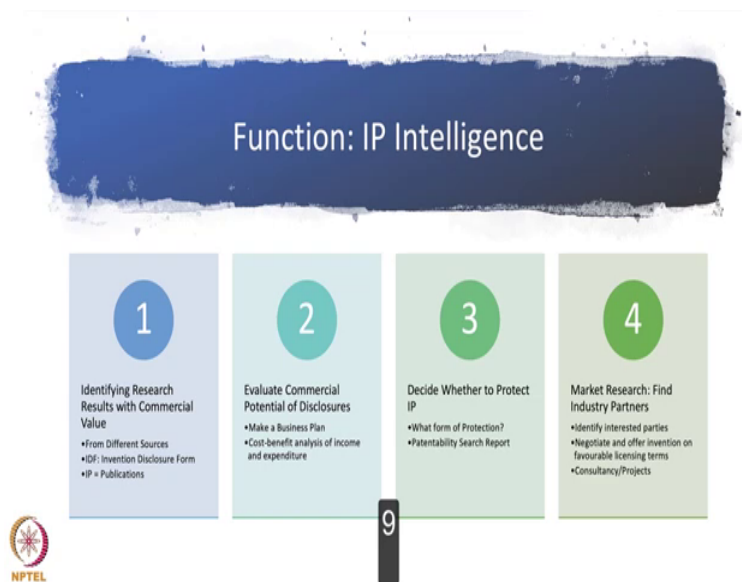 Function: IP Intelligence
1
Identifying Research
Results with Commercial
Value
•From Different Sources
•IDF: Invention Disclosure Form
•IP = Publications
2
Evaluate Commercial
Potential of Disclosures
•Make a Business Plan
•Cost-benefit analysis of income
and expenditure
3
Decide Whether to Protect
IP
•What form of Protection?
•Patentability Search Report
4
Market Research: Find
Industry Partners
•Identify interested parties
•Negotiate and offer invention on
favourable licensing terms
•Consultancy/Projects
9
NPTEL